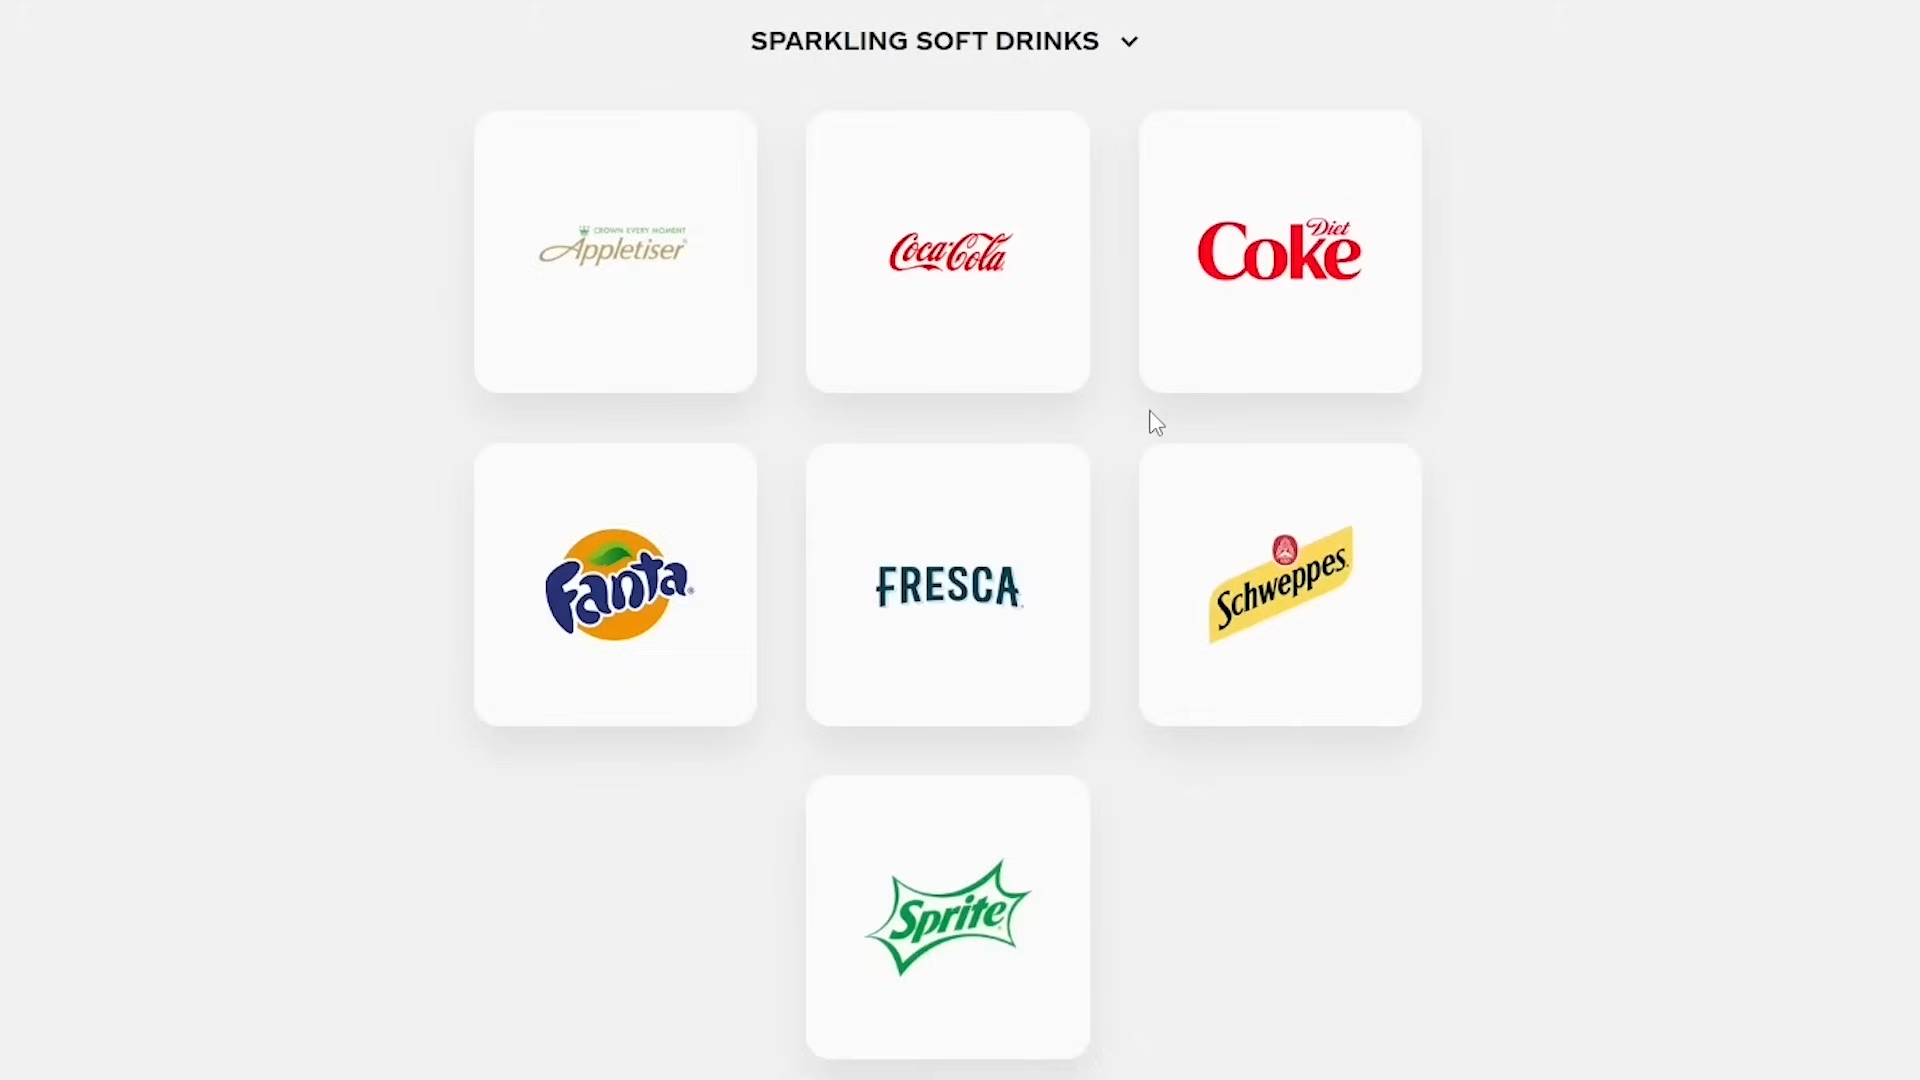 SPARKLING SOFT DRINKS
CROWN EVERY MOMENT
Appletiser
Coca-Cola
Diet
Coke
Fanta
FRESCA
Schweppes
Sprite